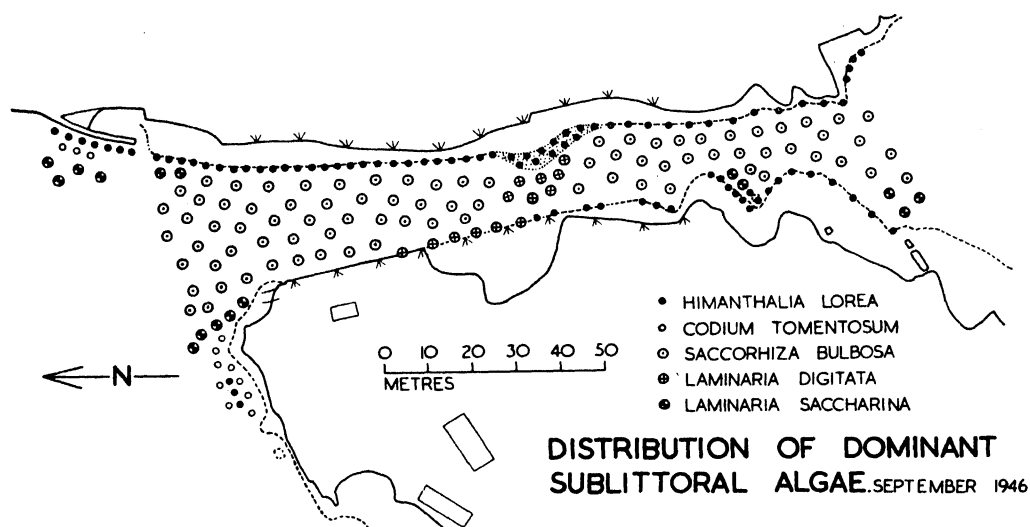 HIMANTHALIA LOREA
CODIUM TOMENTOSUM
SACCORHIZA BULBOSA
N
0 10 20 30 40 50
METRES
LAMINARIA DIGITATA
LAMINARIA SACCHARINA
DISTRIBUTION OF DOMINANT
SUBLITTORAL ALGAE. SEPTEMBER 1946